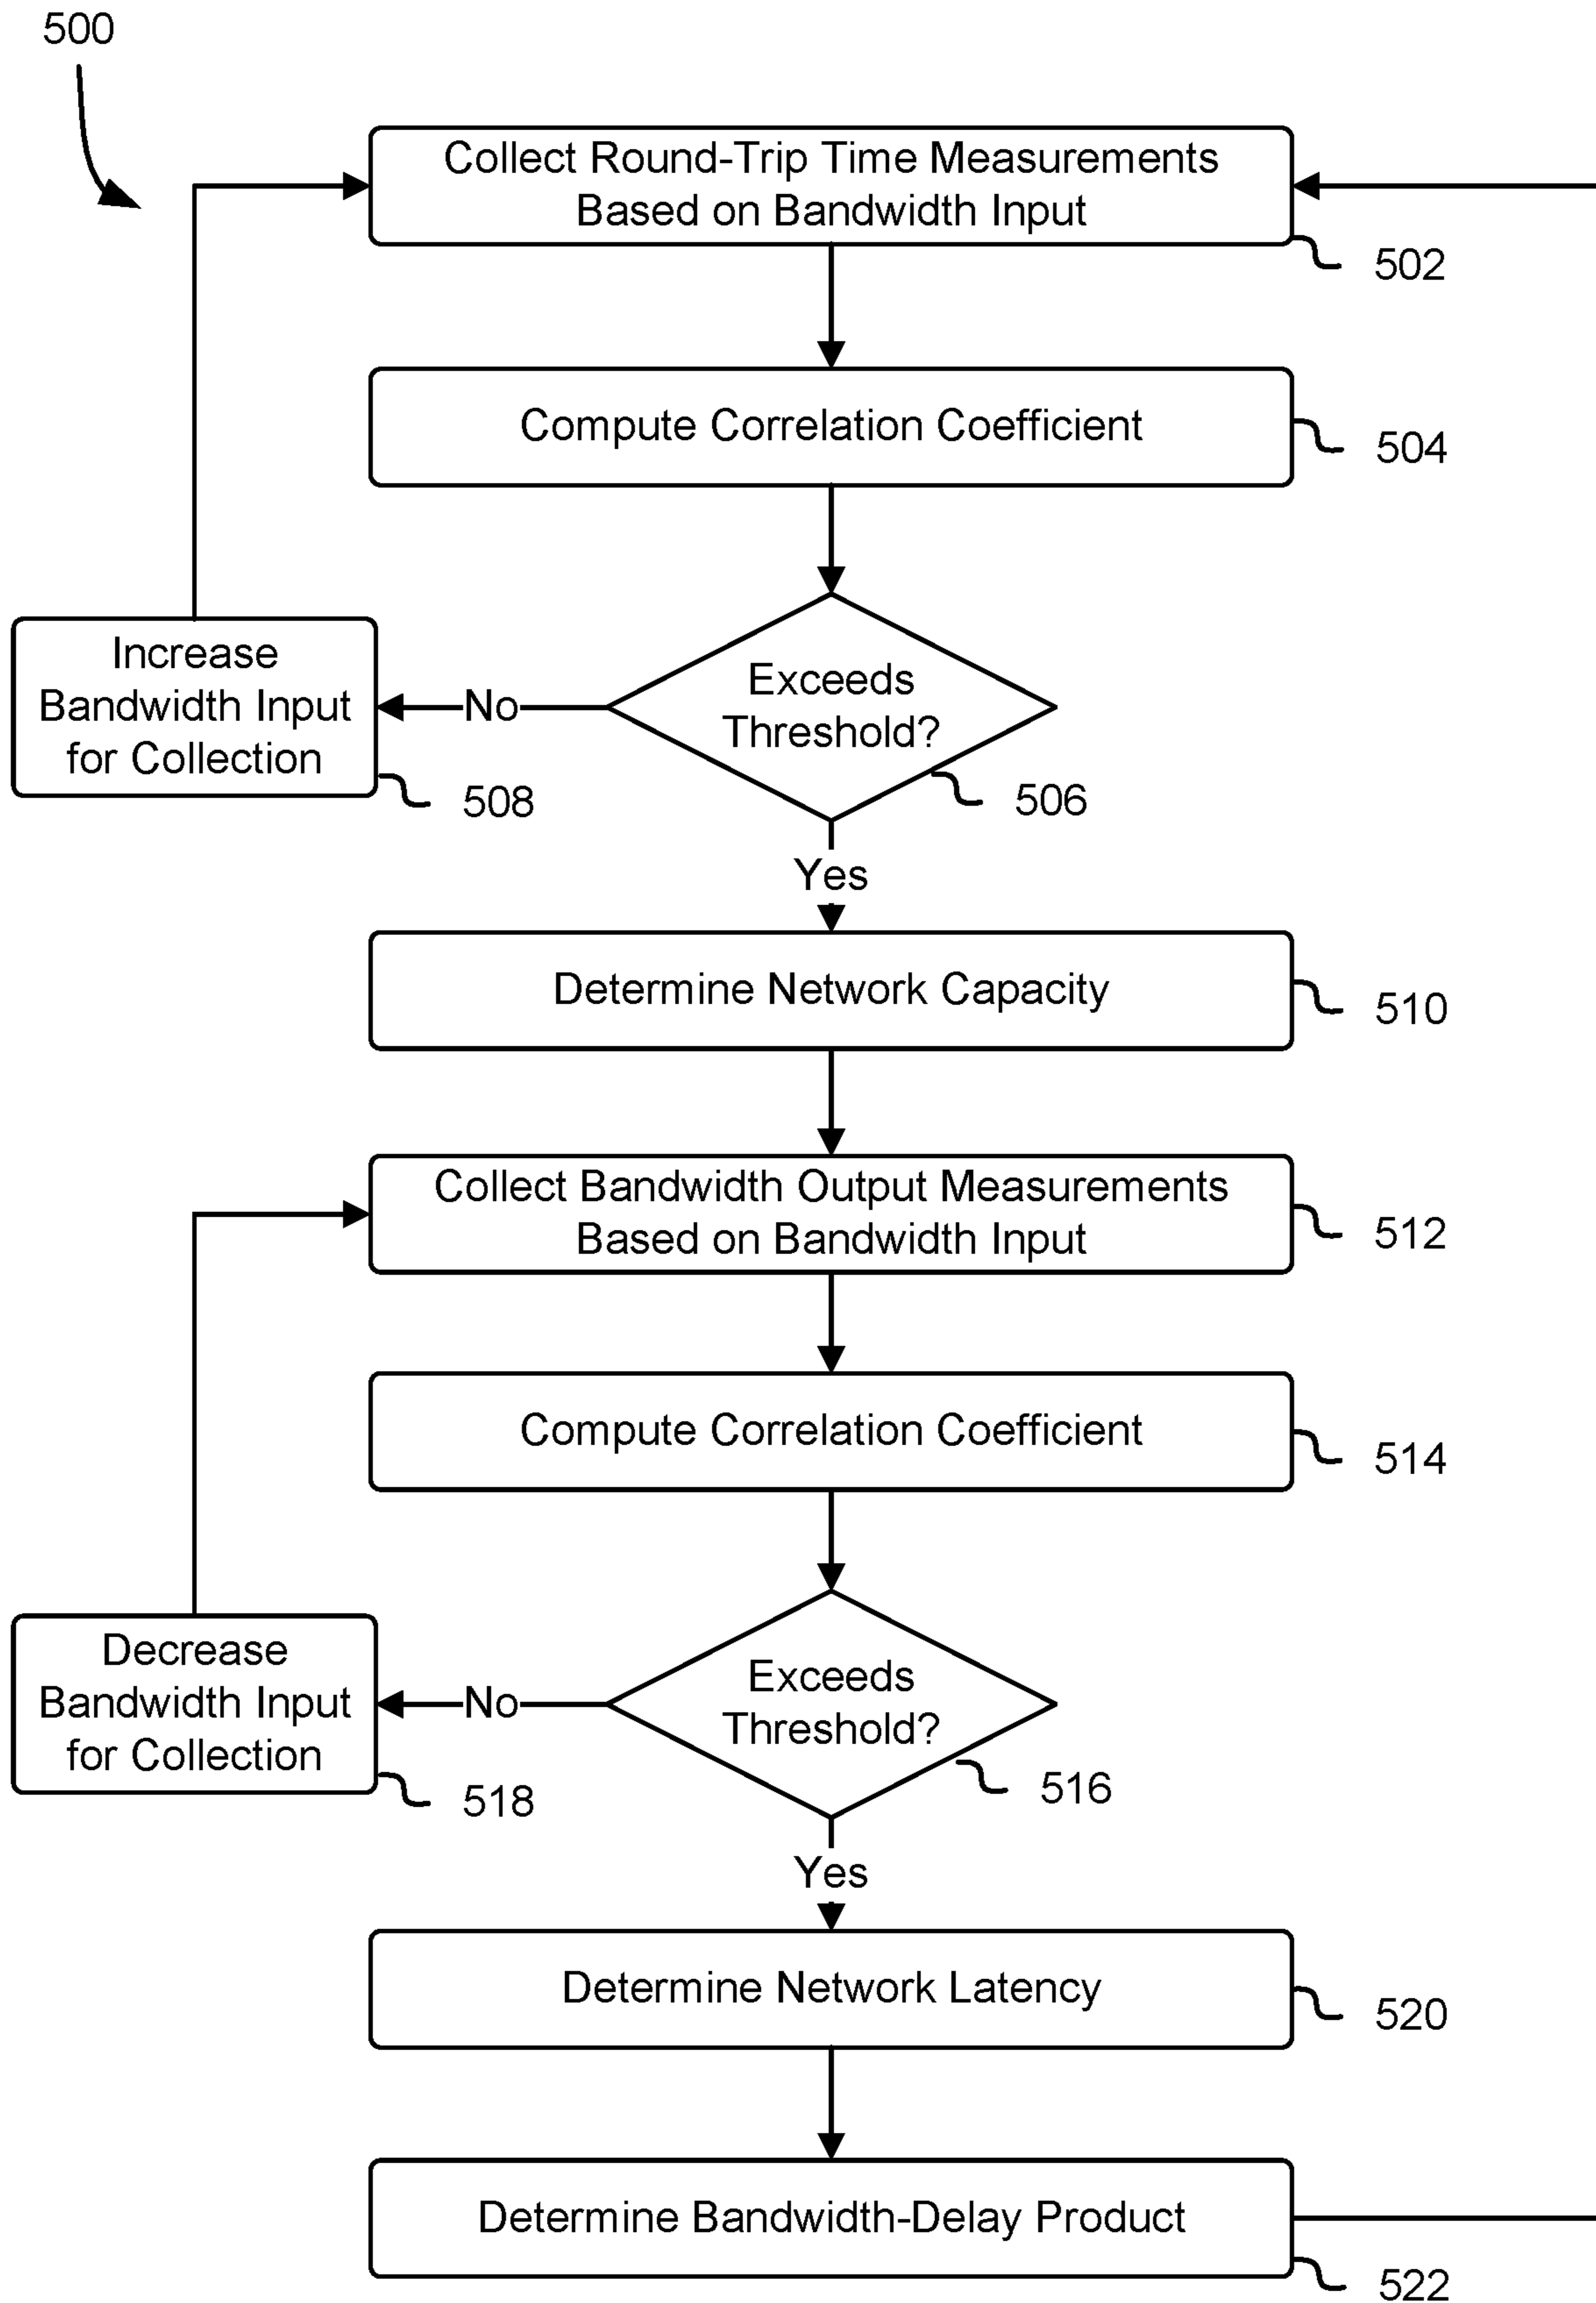 500
Collect Round-Trip Time Measurements
Based on Bandwidth Input
502
Compute Correlation Coefficient
504
Exceeds
Threshold?
506
No
Increase
Bandwidth Input
for Collection
508
Yes
Determine Network Capacity
510
Collect Bandwidth Output Measurements
Based on Bandwidth Input
512
Compute Correlation Coefficient
514
Exceeds
Threshold?
516
No
Decrease
Bandwidth Input
for Collection
518
Yes
Determine Network Latency
520
Determine Bandwidth-Delay Product
522